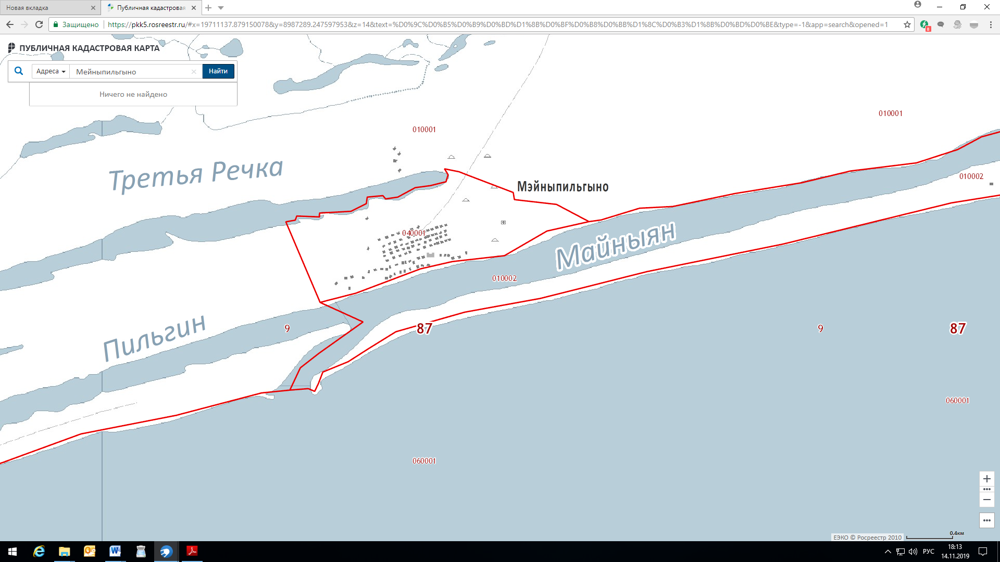 Новая вкладка
Публичная кадастровая
Защищено
https://pkk5.rosreestr.ru/#x=19711137.879150078&y=8987289.247597953&z=14&text=%D0%9C%D0%B5%D0%B9%D0%BD%D1%8B%D0%BF%D0%B8%D0%BB%D1%8C%D0%B3%D1%8B%D0%BD%D0%BE&type=-1&app=search&opened=1
8
ПУБЛИЧНАЯ КАДАСТРОВАЯ КАРТА
Адреса
Мейныпильгыно
Найти
Ничего не найдено
010001
010001
Третья Речка
Мэйныпильгыно
010002
040001
Майныян
010002
Пильгин
9
87
9
87
060001
060001
ЕЭКО © Росреестр 2010
0.4км
РУС
18:13
14.11.2019